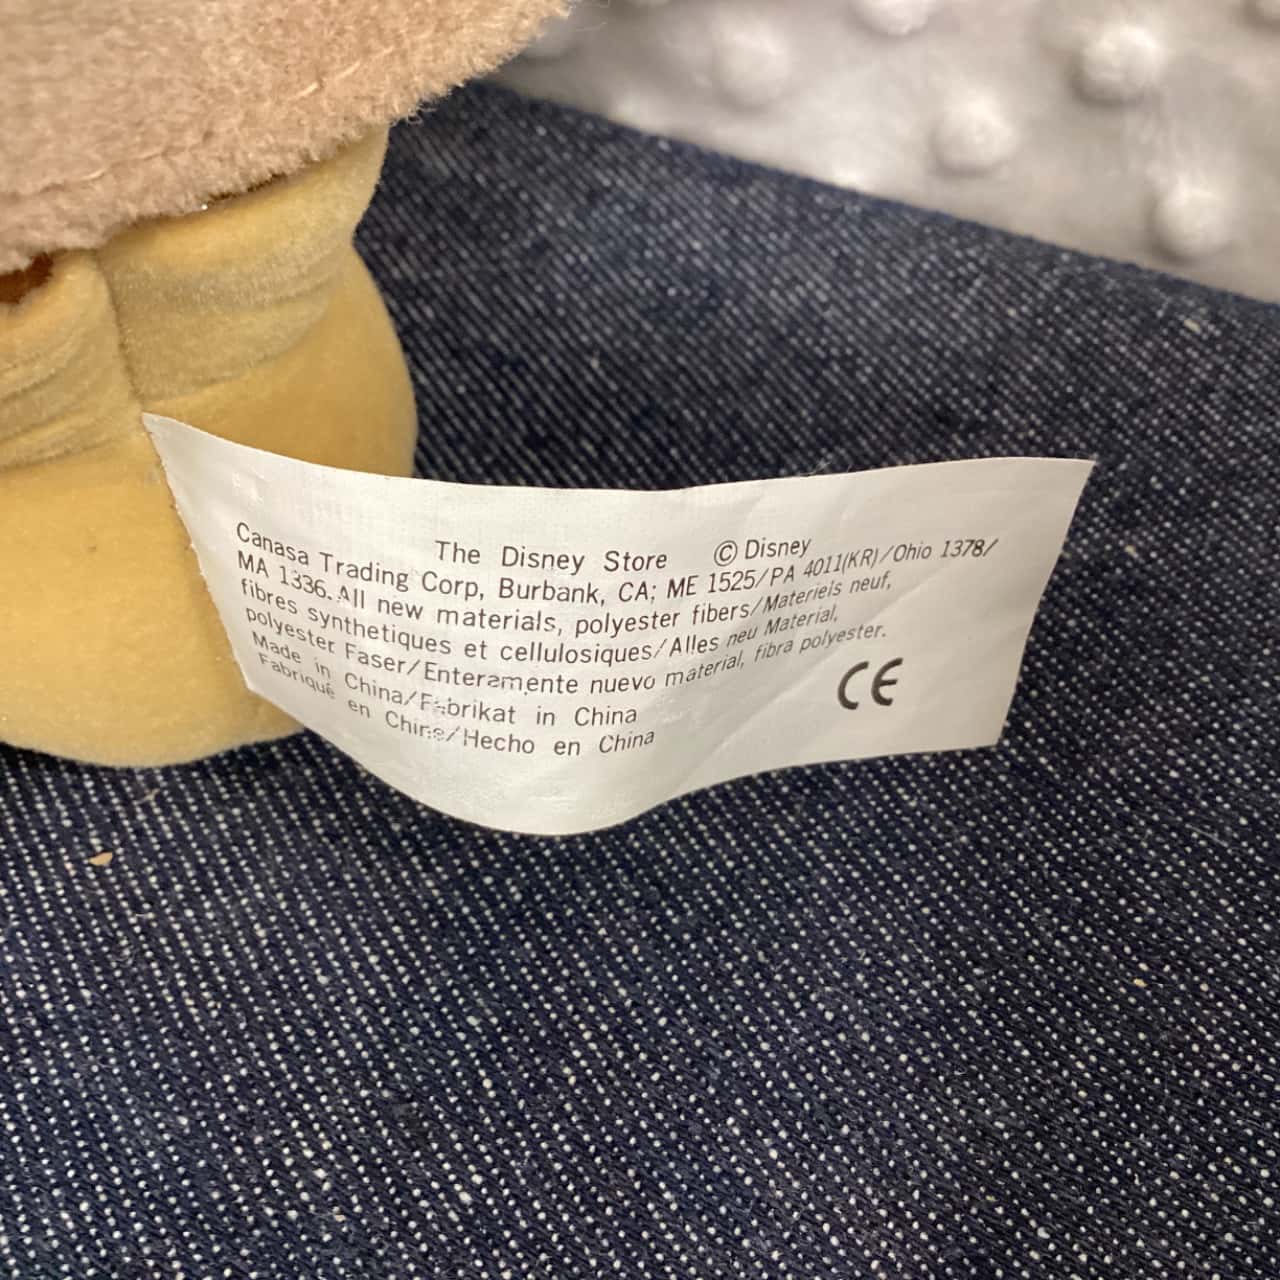 The Disney Store © Disney
Canasa Trading Corp, Burbank, CA; ME 1525/PA 4011(KR)/Ohio 1378/
MA 1336. All new materials, polyester fibers/Materiels neuf,
fibres synthetiques et cellulosiques/Alles neu Material,
polyester Faser/Enteramente nuevo material, fibra polyester.
Made in China/Fabrikat in China
Fabriqué en Chine/Hecho en China
CE